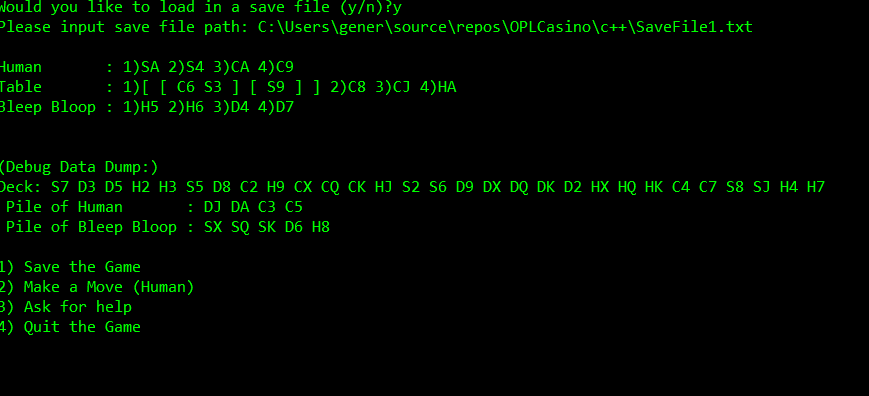 Would you like to load in a save file (y/n)?y
Please input save file path: C:\Users\gener\source\repos\OPLCasino\c++\SaveFile1.txt
Human : 1)SA 2)S4 3)CA 4)C9
Table : 1)[ [ C6 S3 ] [ S9 ] ] 2)C8 3)CJ 4)HA
Bleep Bloop : 1)H5 2)H6 3)D4 4)D7
(Debug Data Dump:)
Deck: S7 D3 D5 H2 H3 S5 D8 C2 H9 CX CQ CK HJ S2 S6 D9 DX DQ DK D2 HX HQ HK C4 C7 S8 SJ H4 H7
Pile of Human : DJ DA C3 C5
Pile of Bleep Bloop : SX SQ SK D6 H8
1) Save the Game
2) Make a Move (Human)
3) Ask for help
4) Quit the Game